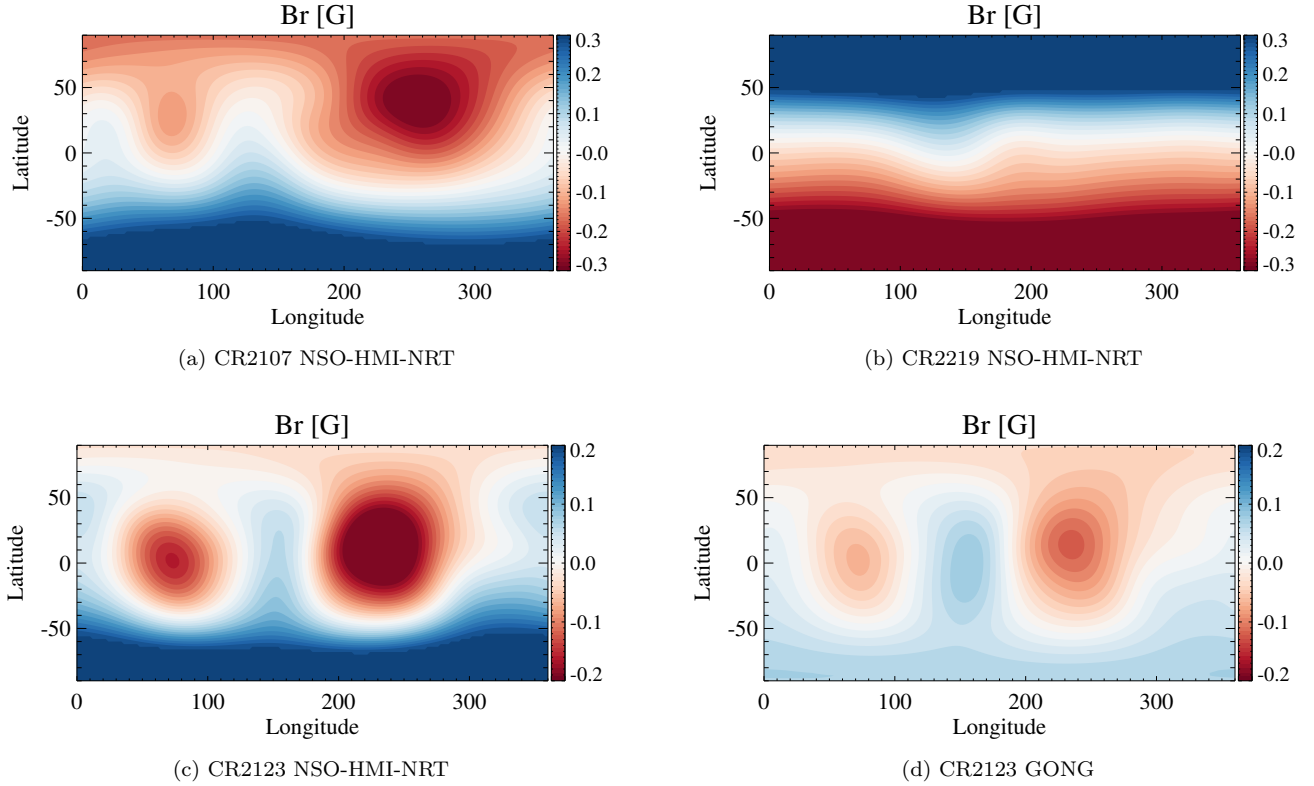 Br [G]
Latitude
50
0
-50
0 100 200 300
Longitude
0.3
0.2
0.1
-0.0
-0.1
-0.2
-0.3
(a) CR2107 NSO-HMI-NRT
Br [G]
Latitude
50
0
-50
0 100 200 300
Longitude
0.3
0.2
0.1
-0.0
-0.1
-0.2
-0.3
(b) CR2219 NSO-HMI-NRT
Br [G]
Latitude
50
0
-50
0 100 200 300
Longitude
0.2
0.1
0.0
-0.1
-0.2
(c) CR2123 NSO-HMI-NRT
Br [G]
Latitude
50
0
-50
0 100 200 300
Longitude
0.2
0.1
0.0
-0.1
-0.2
(d) CR2123 GONG